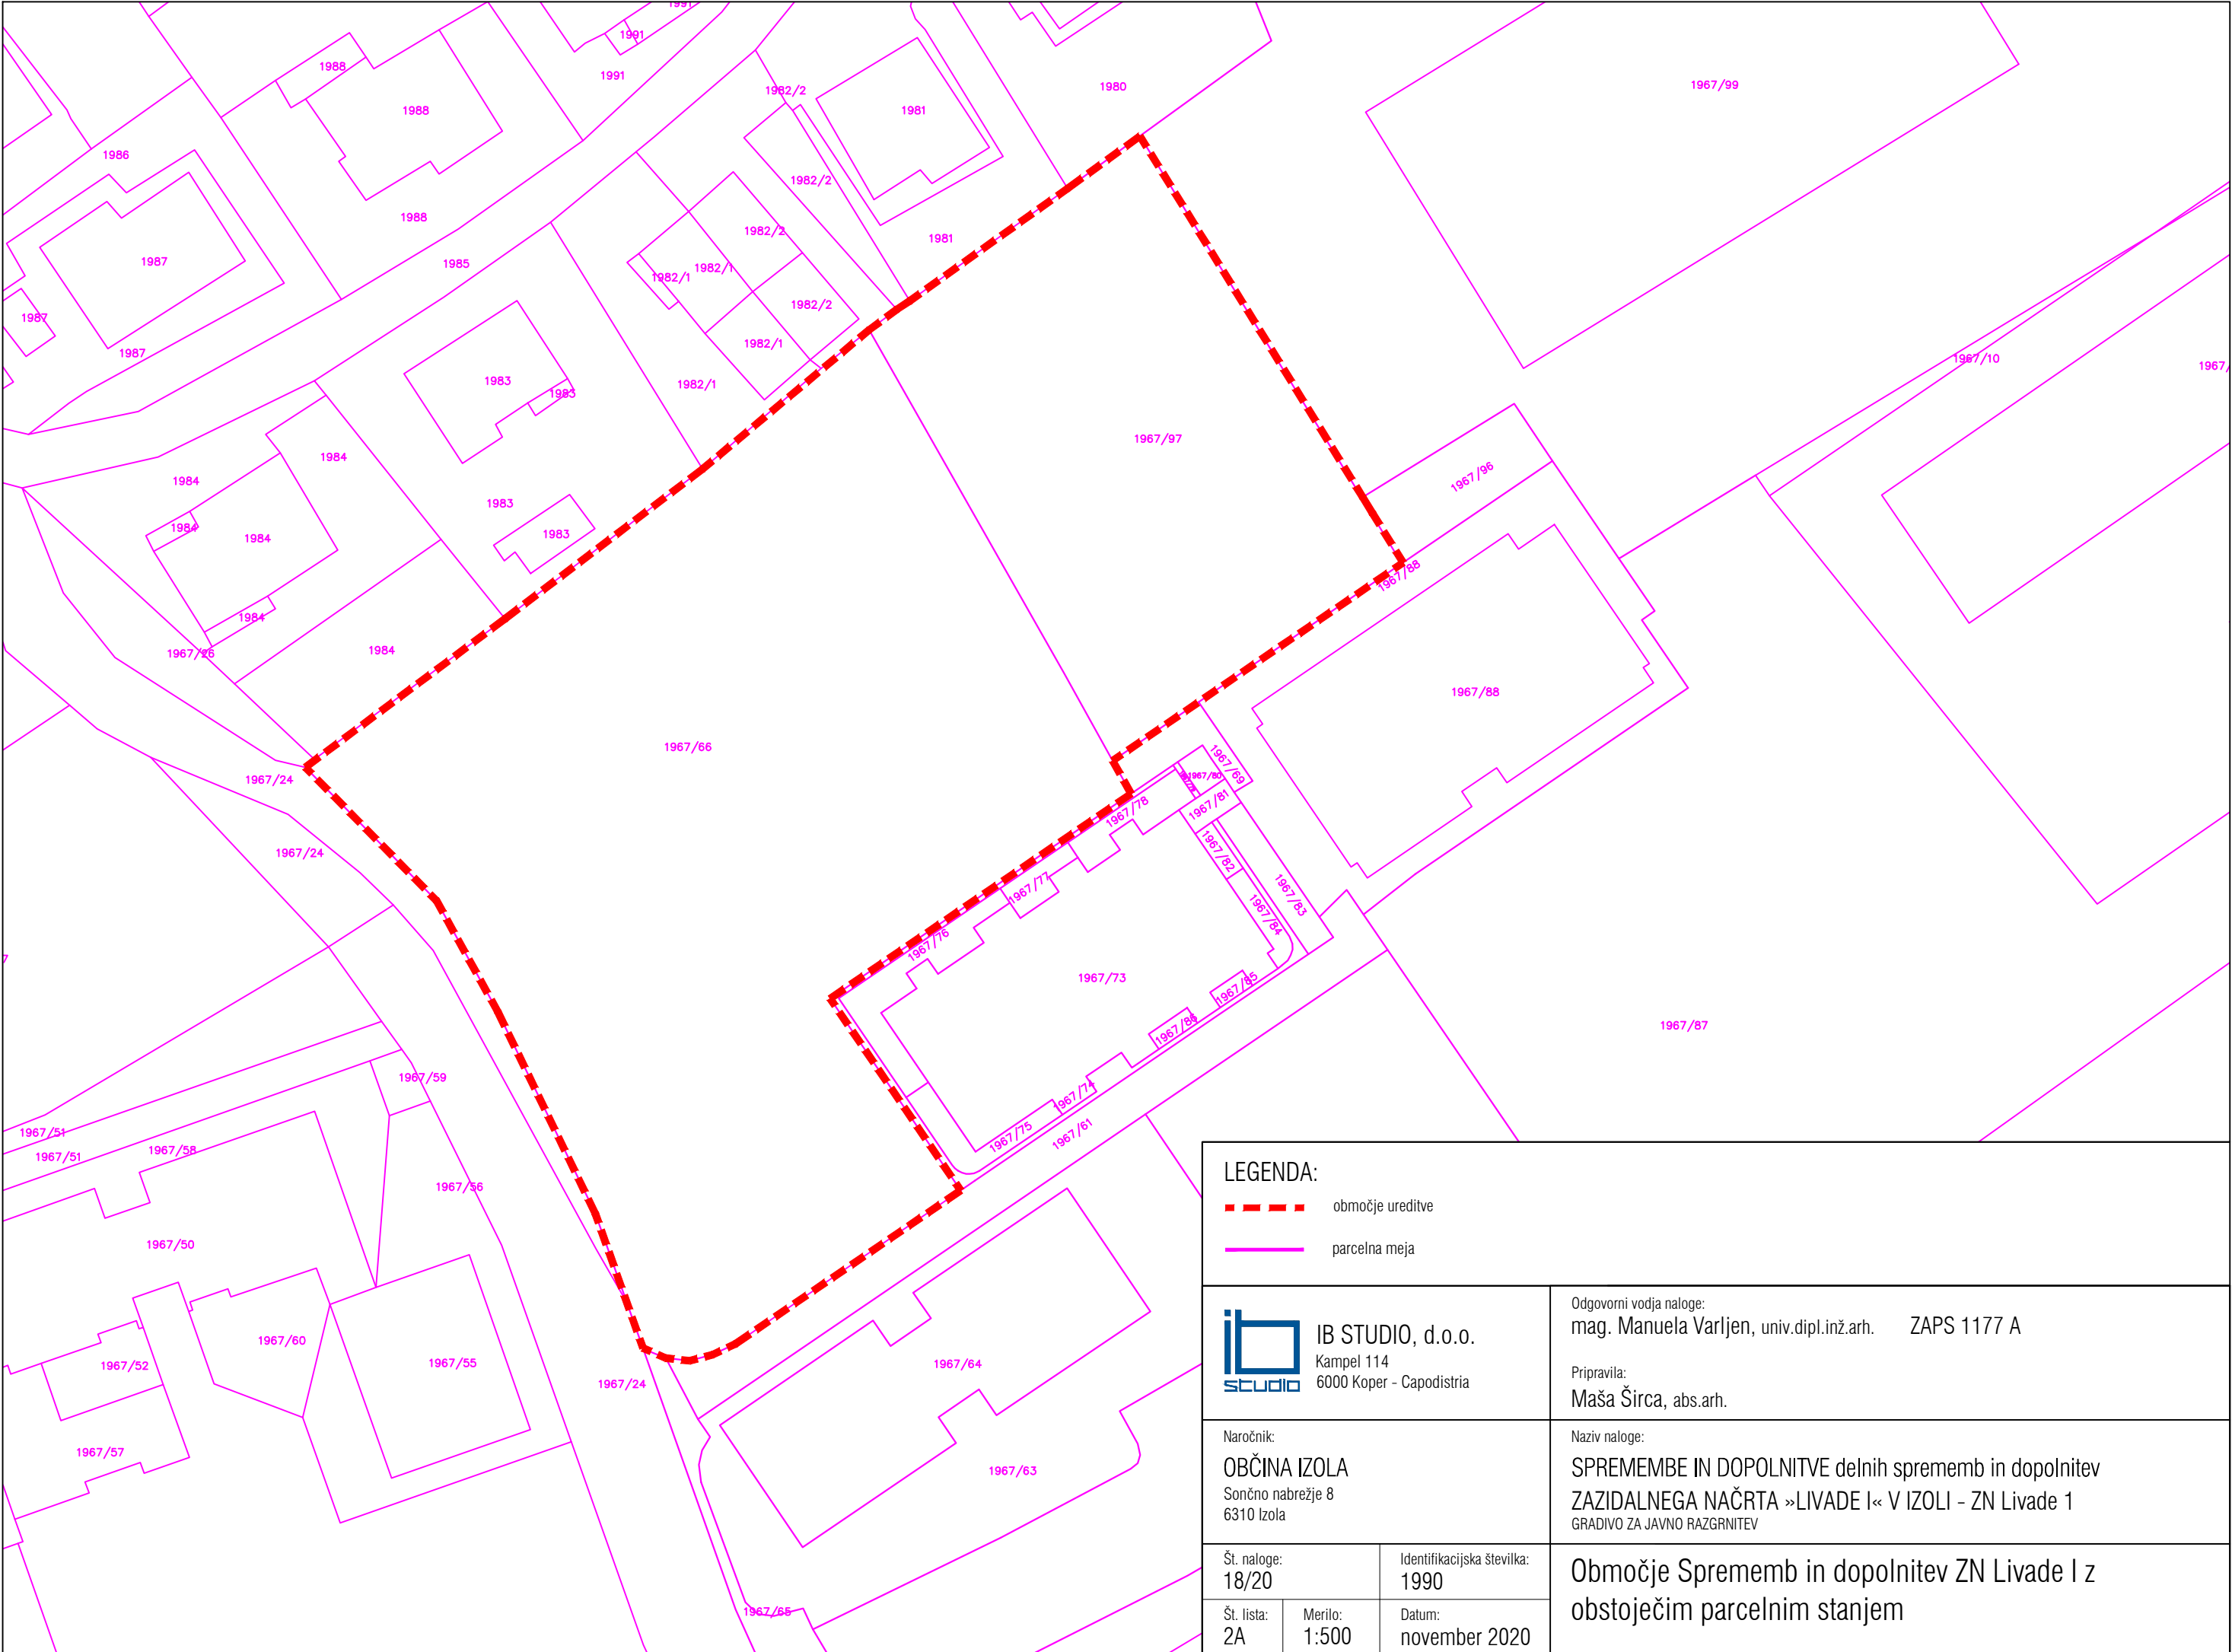 1991
1991
1991
1988
1988
1988
1986
1987
1987
1987
1985
1982/2
1982/2
1982/2
1982/2
1982/1
1982/1
1982/1
1982/1
1981
1981
1980
1967/99
1967/10
1967/
1967/97
1967/96
1967/88
1967/88
1983
1983
1983
1983
1984
1984
1984
1984
1984
1984
1967/26
1967/66
1967/24
1967/24
1967/69
1967/80
1967/81
1967/78
1967/82
1967/77
1967/83
1967/84
1967/76
1967/73
1967/85
1967/86
1967/74
1967/75
1967/61
1967/87
1967/59
1967/51
1967/51
1967/58
1967/56
1967/50
1967/60
1967/52
1967/55
1967/57
1967/24
1967/64
1967/63
1967/65
LEGENDA:
območje ureditve
parcelna meja
ib
studio
IB STUDIO, d.o.o.
Kampel 114
6000 Koper - Capodistria
Odgovorni vodja naloge:
mag. Manuela Varljen, univ.dipl.inž.arh. ZAPS 1177 A
Pripravila:
Maša Širca, abs.arh.
Naročnik:
OBČINA IZOLA
Sončno nabrežje 8
6310 Izola
Naziv naloge:
SPREMEMBE IN DOPOLNITVE delnih sprememb in dopolnitev
ZAZIDALNEGA NAČRTA »LIVADE I« V IZOLI - ZN Livade 1
GRADIVO ZA JAVNO RAZGRNITEV
Št. naloge:
18/20
Identifikacijska številka:
1990
Št. lista:
2A
Merilo:
1:500
Datum:
november 2020
Območje Sprememb in dopolnitev ZN Livade I z
obstoječim parcelnim stanjem